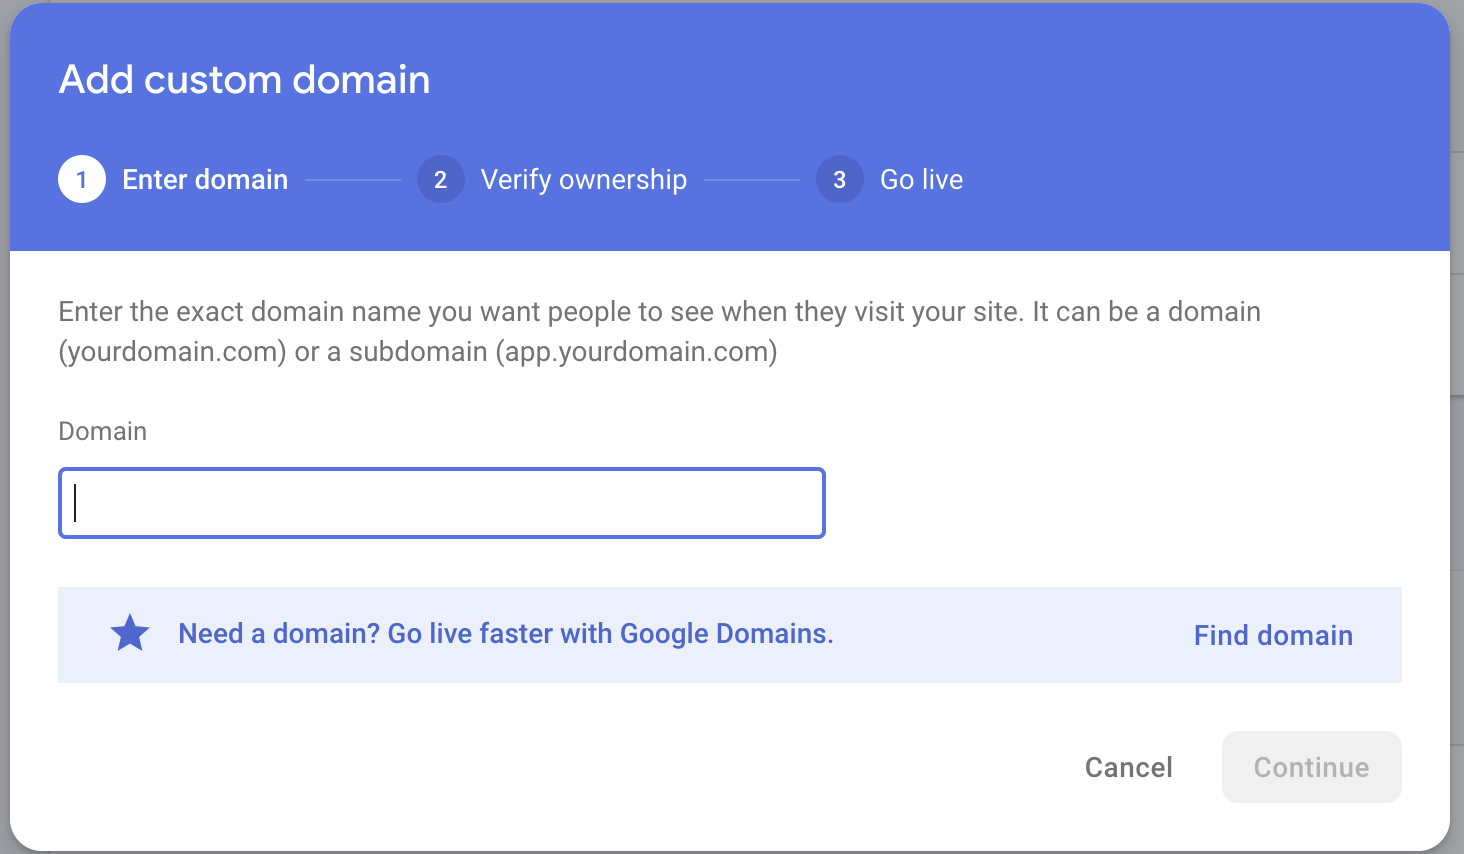 Add custom domain
1 Enter domain 2 Verify ownership 3 Go live
Enter the exact domain name you want people to see when they visit your site. It can be a domain
(yourdomain.com) or a subdomain (app.yourdomain.com)
Domain
Need a domain? Go live faster with Google Domains. Find domain
Cancel Continue